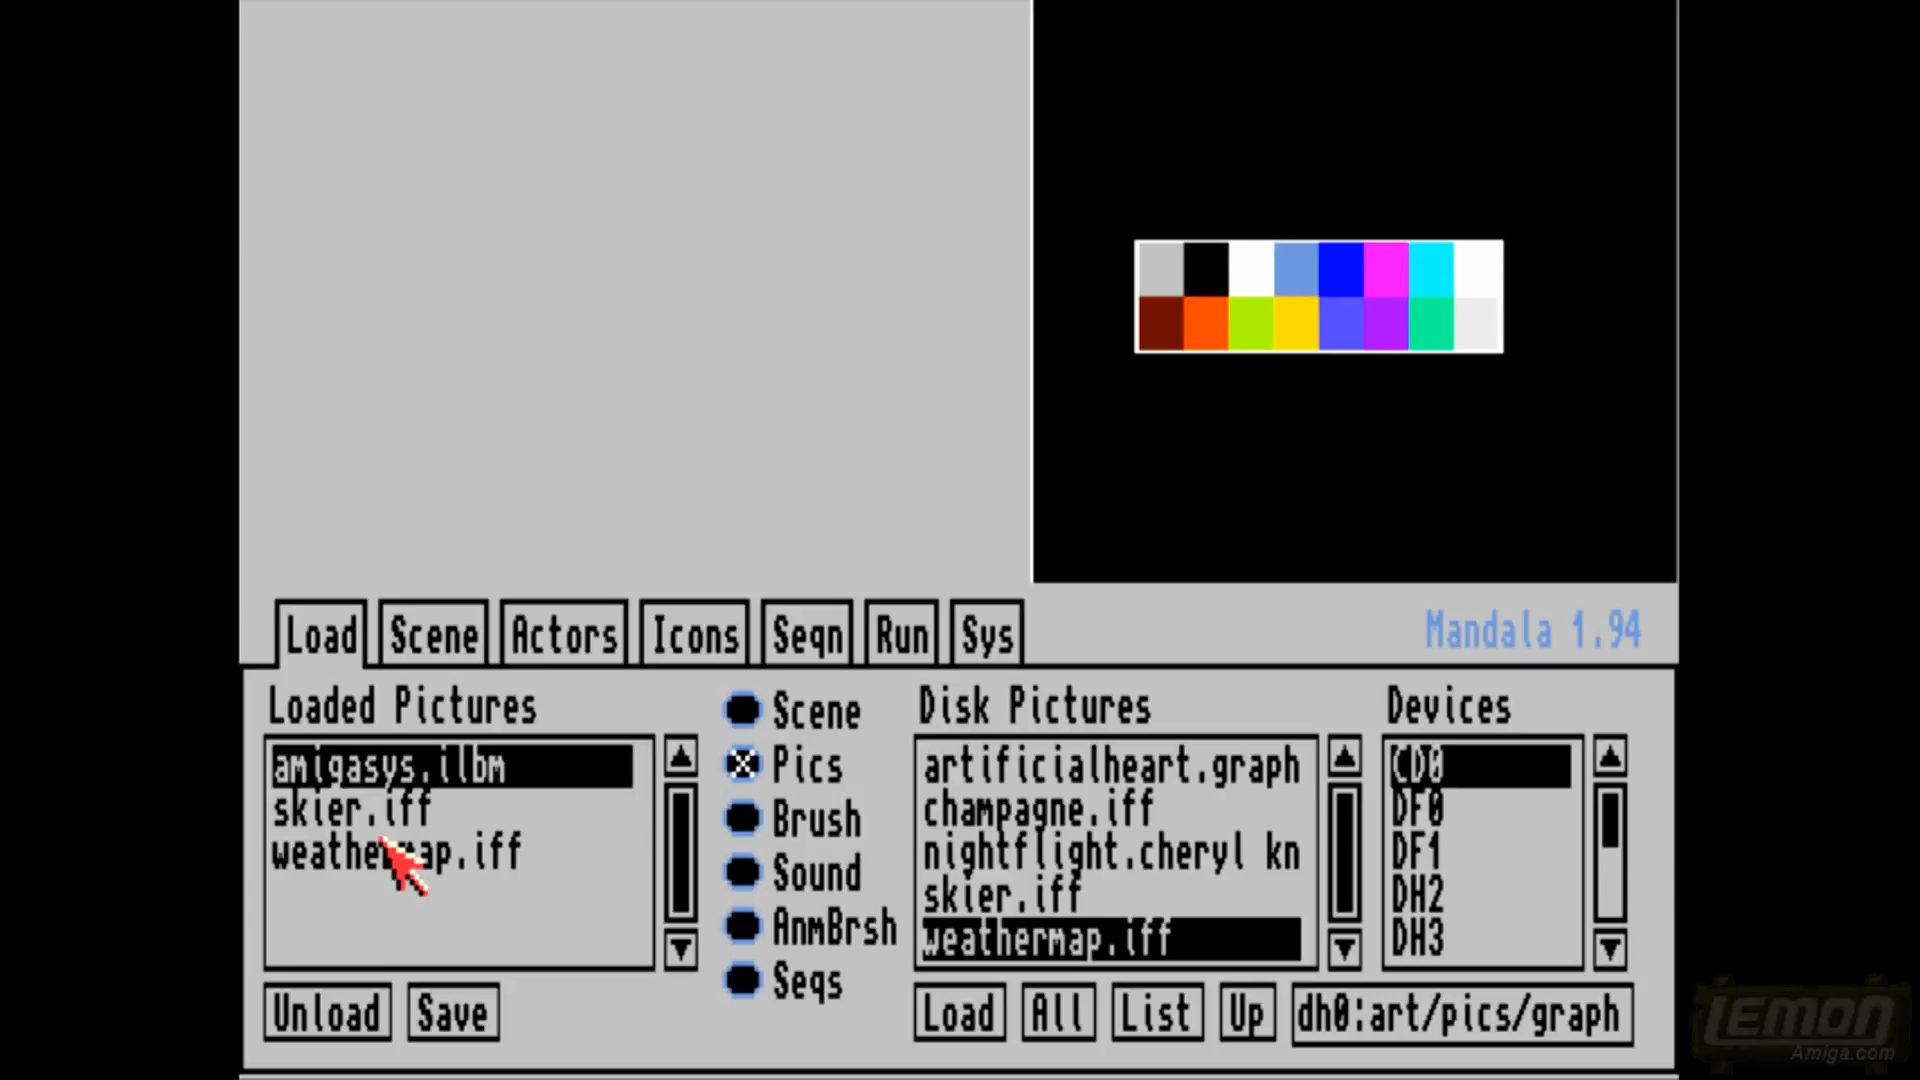 Load Scene Actors Icons Seqn Run Sys
Mandala 1.94
Loaded Pictures
amigasys.ilbm
skier.iff
weathermap.iff
Unload Save
Scene
Pics
Brush
Sound
AnmBrsh
Seqs
Disk Pictures
artificialheart.graph
champagne.iff
nightflight.cheryl kn
skier.iff
weathermap.iff
Load All List Up dh0:art/pics/graph
Devices
CD0
DF0
DF1
DH2
DH3
Lemon
Amiga.com